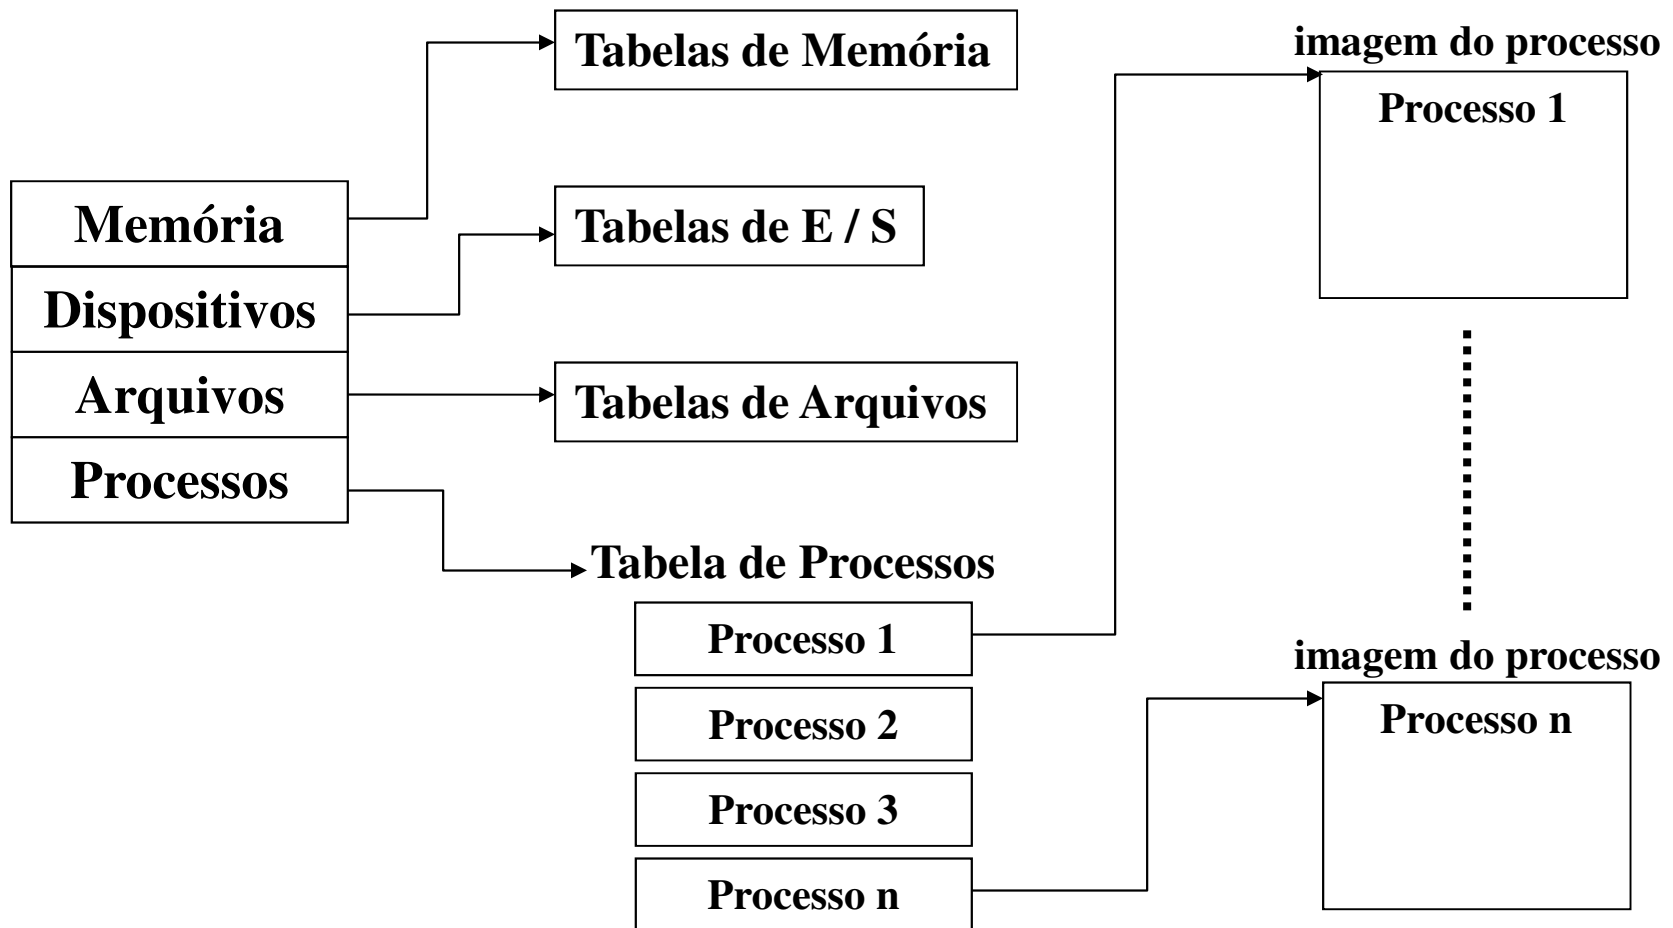 Memória
Dispositivos
Arquivos
Processos
Tabelas de Memória
Tabelas de E / S
Tabelas de Arquivos
Tabela de Processos
Processo 1
Processo 2
Processo 3
Processo n
imagem do processo
Processo 1
imagem do processo
Processo n